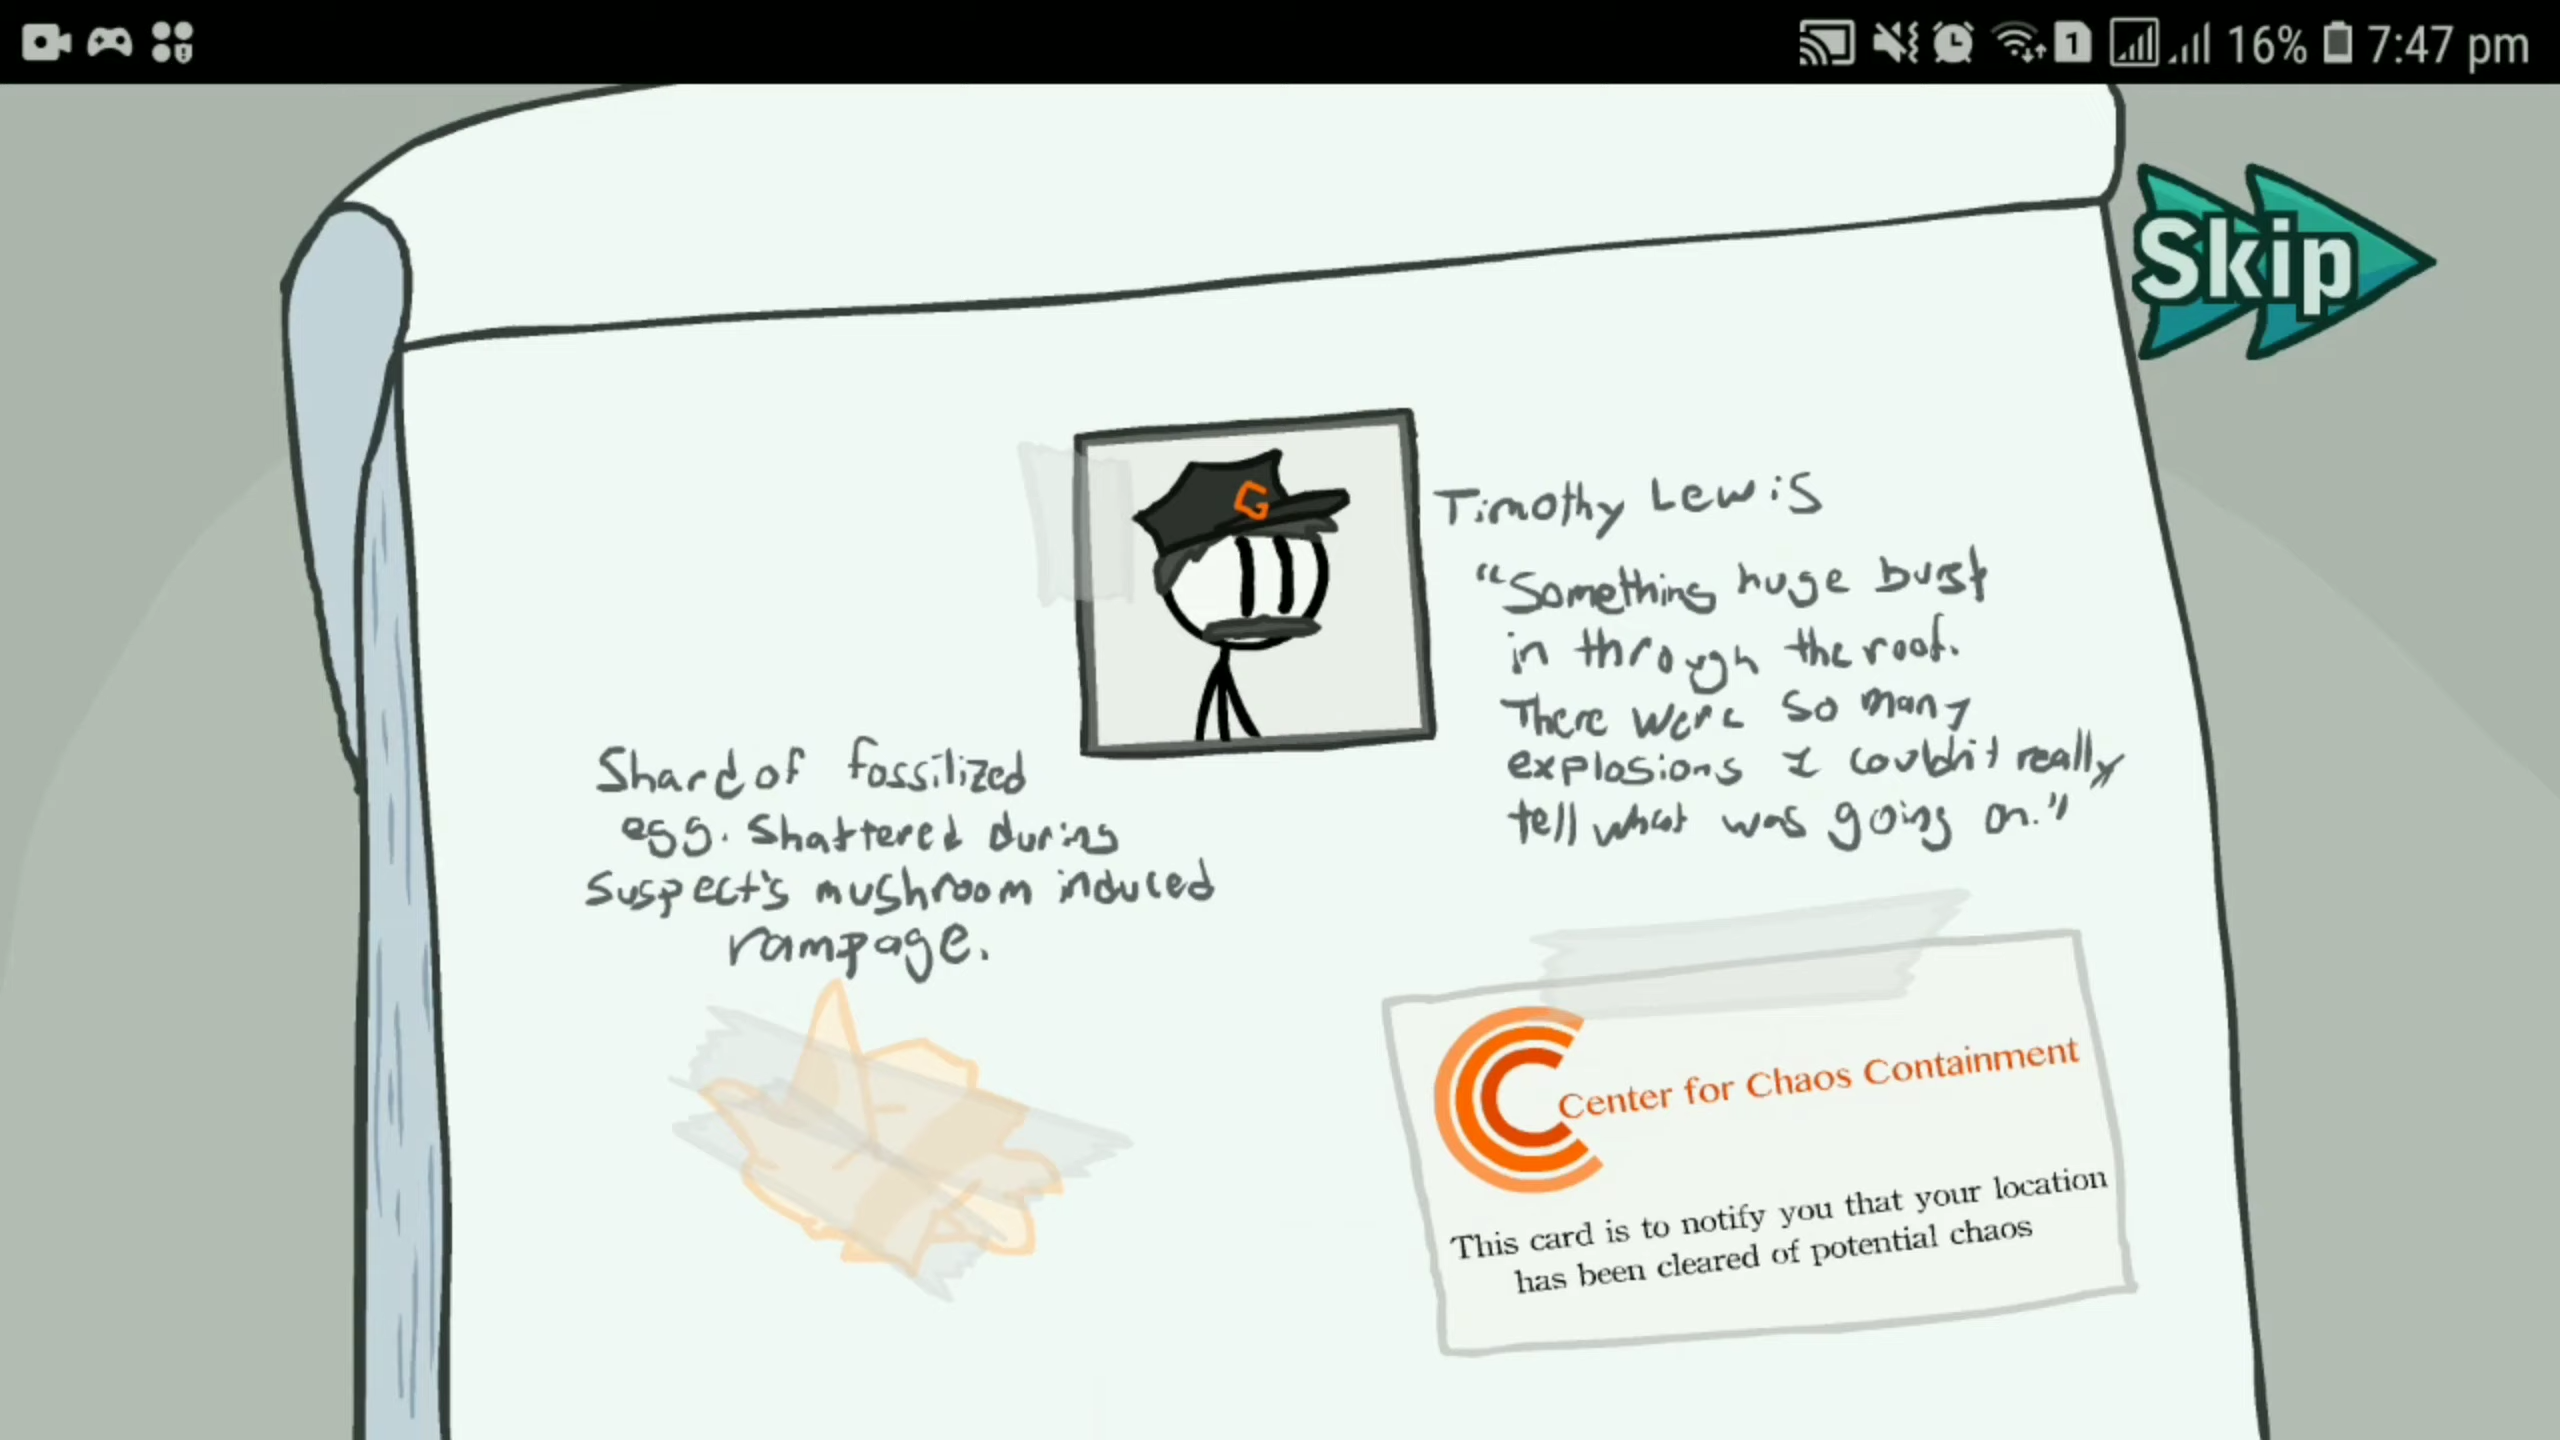 16% 7:47 pm
Skip
G
Timothy Lewis
"Something huge burst
in through the roof.
There were so many
explosions I couldn't really
tell what was going on."
Shard of fossilized
egg. Shattered during
suspect's mushroom induced
rampage.
Center for Chaos Containment
This card is to notify you that your location
has been cleared of potential chaos